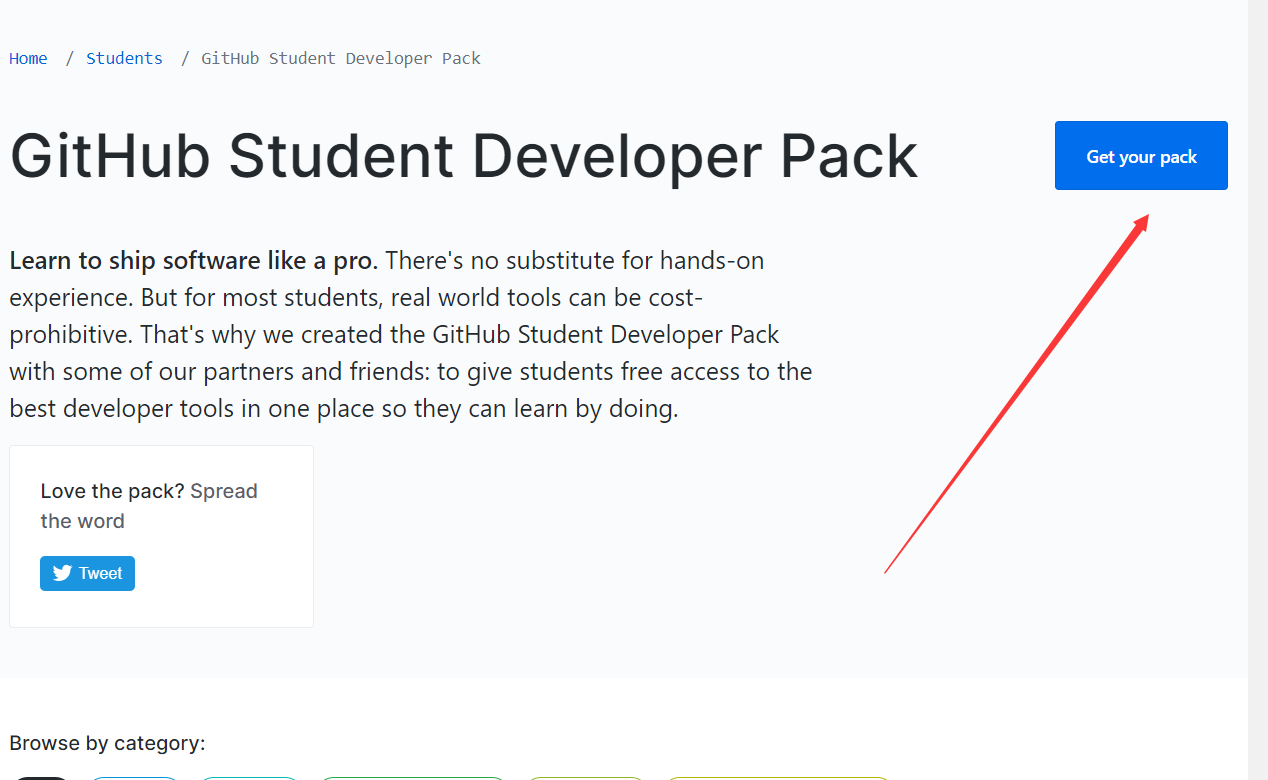 Home / Students / GitHub Student Developer Pack
GitHub Student Developer Pack
Get your pack
Learn to ship software like a pro. There's no substitute for hands-on
experience. But for most students, real world tools can be cost-
prohibitive. That's why we created the GitHub Student Developer Pack
with some of our partners and friends: to give students free access to the
best developer tools in one place so they can learn by doing.
Love the pack? Spread
the word
Tweet
Browse by category: